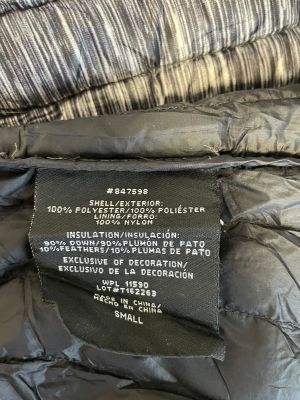 #847598
SHELL/EXTERIOR:
100% POLYESTER/100% POLIÉSTER
LINING/FORRO:
100% NYLON
INSULATION/INSULACIÓN:
90% DOWN/90%PLUMÓN DE PATO
10%FEATHERS/10%PLUMAS DE PATO
EXCLUSIVE OF DECORATION/
EXCLUSIVO DE LA DECORACIÓN
WPL 11590
LOT#T162263
MADE IN CHINA/
HECHO EN CHINA
SMALL